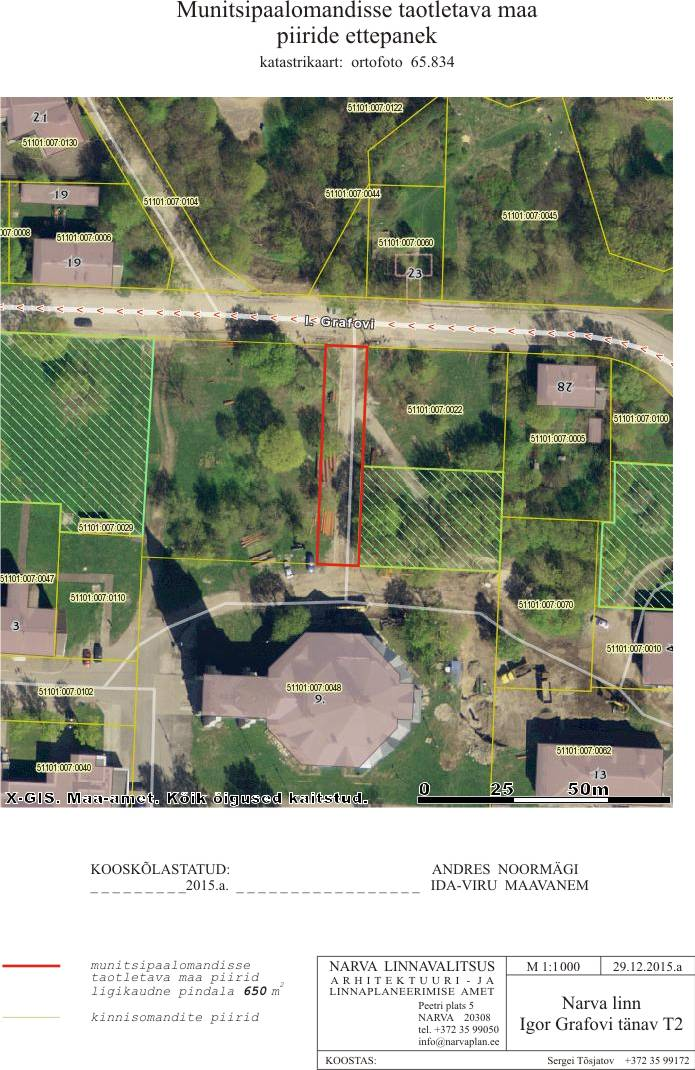 Munitsipaalomandisse taotletava maa
piiride ettepanek
katastrikaart: ortofoto 65.834
51101:007:0122
21
51101:007:0130
19
51101:007:0104
51101:007:0044
51101:007:0045
007:0008
51101:007:0006
51101:007:0060
19
23
I. Grafovi
28
51101:007:0022
51101:007:0100
51101:007:0005
51101:007:0029
51101:007:0047
51101:007:0110
51101:007:0070
3
51101:007:0010
51101:007:0102
51101:007:0048
9
51101:007:0062
51101:007:0040
13
0 25 50m
X-GIS. Maa-amet. Kõik õigused kaitstud.
KOOSKÕLASTATUD: ANDRES NOORMÄGI
_ _ _ _ _ _ _ _ _ 2015.a. _ _ _ _ _ _ _ _ _ _ _ _ _ _ _ _ _ _ IDA-VIRU MAAVANEM
munitsipaalomandisse
taotletava maa piirid
ligikaudne pindala 650 m²
kinnisomandite piirid
NARVA LINNAVALITSUS
ARHITEKTUURI - JA
LINNAPLANEERIMISE AMET
Peetri plats 5
NARVA 20308
tel. +372 35 99050
info@narvaplan.ee
M 1:1000
29.12.2015.a
Narva linn
Igor Grafovi tänav T2
KOOSTAS: Sergei Tõsjatov +372 35 99172